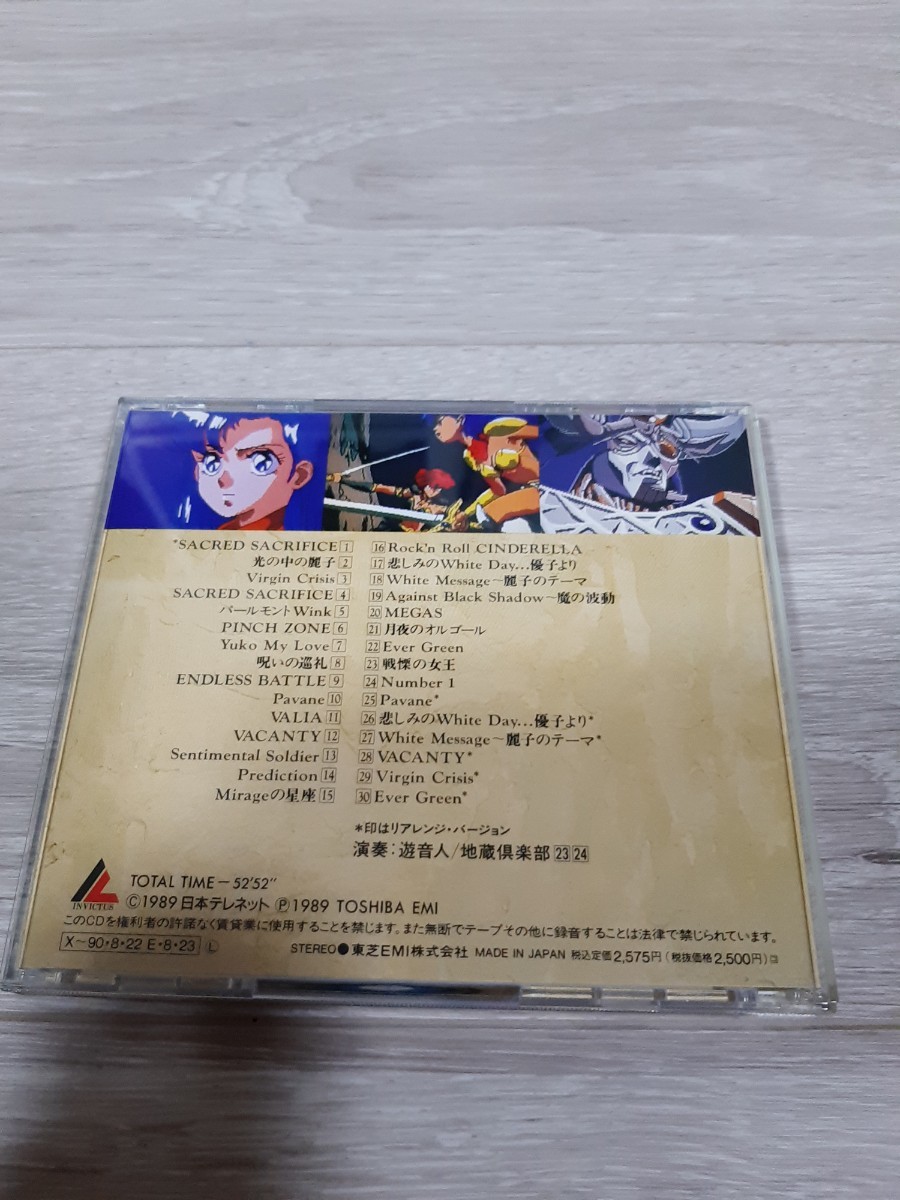 *SACRED SACRIFICE 1
光の中の麗子 2
Virgin Crisis 3
SACRED SACRIFICE 4
パールモントWink 5
PINCH ZONE 6
Yuko My Love 7
呪いの巡礼 8
ENDLESS BATTLE 9
Pavane 10
VALIA 11
VACANTY 12
Sentimental Soldier 13
Prediction 14
Mirageの星座 15
16 Rock'n Roll CINDERELLA
17 悲しみのWhite Day…優子より
18 White Message〜麗子のテーマ
19 Against Black Shadow〜魔の波動
20 MEGAS
21 月夜のオルゴール
22 Ever Green
23 戦慄の女王
24 Number 1
25 Pavane*
26 悲しみのWhite Day…優子より*
27 White Message〜麗子のテーマ*
28 VACANTY*
29 Virgin Crisis*
30 Ever Green*
*印はリアレンジ・バージョン
演奏：遊音人/地蔵倶楽部 23 24
INVICTUS
TOTAL TIME — 52'52"
©1989 日本テレネット ℗1989 TOSHIBA EMI
このCDを権利者の許諾なく賃貸業に使用することを禁じます。また無断でテープその他に録音することは法律で禁じられています。
X〜90・8・22 E・8・23 L
STEREO● 東芝EMI株式会社 MADE IN JAPAN 税込定価2,575円(税抜価格2,500円)